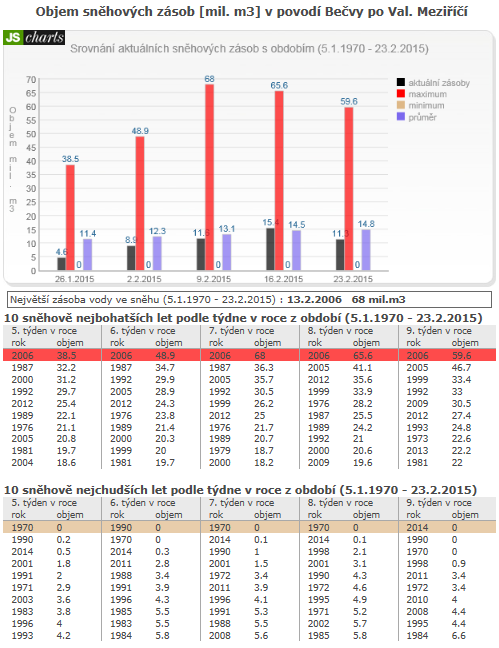 Objem sněhových zásob [mil. m3] v povodí Bečvy po Val. Meziříčí
JS charts
Srovnání aktuálních sněhových zásob s obdobím (5.1.1970 - 23.2.2015)
Objem mil. m3
70
65
60
55
50
45
40
35
30
25
20
15
10
5
0
4.6 38.5 0 11.4
8.9 48.9 0 12.3
68 0 13.1
15.4 65.6 0 14.5
59.6 0 14.8
26.1.2015 2.2.2015 9.2.2015 16.2.2015 23.2.2015
aktuální zásoby
maximum
minimum
průměr
Největší zásoba vody ve sněhu (5.1.1970 - 23.2.2015) : 13.2.2006 68 mil.m3
10 sněhově nejbohatších let podle týdne v roce z období (5.1.1970 - 23.2.2015)
5. týden v roce 6. týden v roce 7. týden v roce 8. týden v roce 9. týden v roce
rok objem rok objem rok objem rok objem rok objem
2006 38.5 2006 48.9 2006 68 2006 65.6 2006 59.6
1987 32.2 1987 34.7 1987 36.3 2005 41.1 2005 46.7
2000 31.2 1992 29.9 2005 35.7 2012 35.6 1999 33.4
1992 29.7 2005 28.9 1992 30.5 1999 33.9 1992 33
2012 25.4 2012 24.3 1999 26.2 1976 28.2 2009 30.5
1989 22.1 1976 23.8 2012 25 1987 25.5 2012 27.4
1976 21.1 1989 21.4 1976 21.7 2009 24.2 1993 24.8
2005 20.8 2000 20.3 1989 20.7 1992 21 1973 22.6
1981 19.7 1999 20 1979 18.7 2000 20.6 2013 22.2
2004 18.6 1981 19.7 2000 18.2 2009 19.6 1981 22
10 sněhově nejchudších let podle týdne v roce z období (5.1.1970 - 23.2.2015)
5. týden v roce 6. týden v roce 7. týden v roce 8. týden v roce 9. týden v roce
rok objem rok objem rok objem rok objem rok objem
1970 0 1990 0 1970 0 1970 0 2014 0
1990 0.2 1970 0 2014 0.1 2014 0.1 1990 0
2014 0.5 2014 0.3 1990 1 1998 2.1 1970 0
2001 1.8 2011 2.8 2001 1.5 2001 3.1 1998 0.9
1991 2 1988 3.4 1972 3.4 1990 4.3 2011 3.4
1971 2.9 1991 3.9 2011 3.9 1972 4.6 1972 3.4
2003 3.6 1996 4.3 1996 4.1 1995 4.9 2010 4
1983 3.8 1985 5.5 1991 5.3 1971 5.2 2008 4.4
1996 4 1983 5.5 1988 5.5 2002 5.7 1995 4.4
1993 4.2 1984 5.8 2008 5.6 1985 5.8 1984 6.6